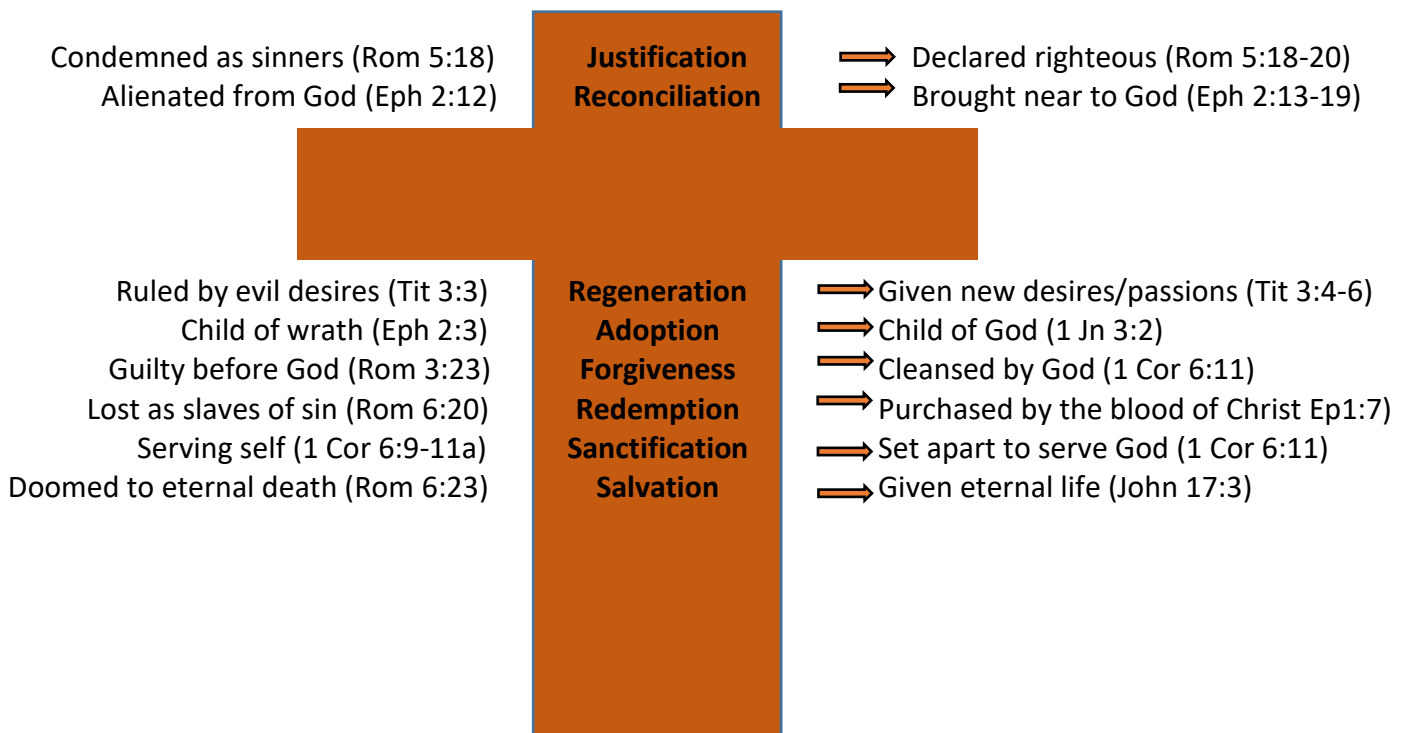 Condemned as sinners (Rom 5:18) Justification Declared righteous (Rom 5:18-20)
Alienated from God (Eph 2:12) Reconciliation Brought near to God (Eph 2:13-19)
Ruled by evil desires (Tit 3:3) Regeneration Given new desires/passions (Tit 3:4-6)
Child of wrath (Eph 2:3) Adoption Child of God (1 Jn 3:2)
Guilty before God (Rom 3:23) Forgiveness Cleansed by God (1 Cor 6:11)
Lost as slaves of sin (Rom 6:20) Redemption Purchased by the blood of Christ Ep1:7)
Serving self (1 Cor 6:9-11a) Sanctification Set apart to serve God (1 Cor 6:11)
Doomed to eternal death (Rom 6:23) Salvation Given eternal life (John 17:3)